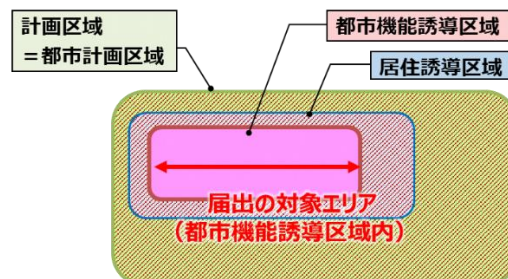 計画区域
＝都市計画区域
都市機能誘導区域
居住誘導区域
届出の対象エリア
（都市機能誘導区域内）